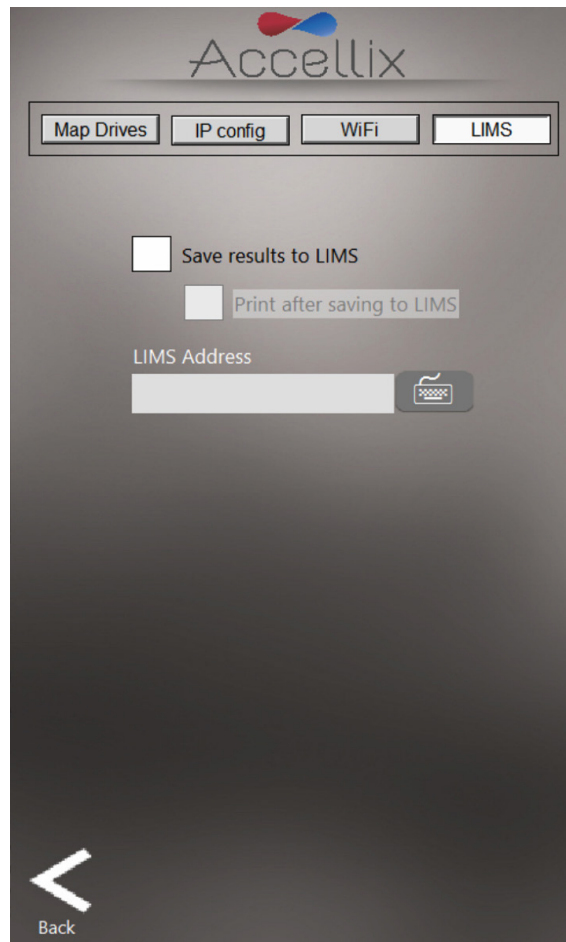 Accellix
Map Drives IP config WiFi LIMS
Save results to LIMS
Print after saving to LIMS
LIMS Address
Back